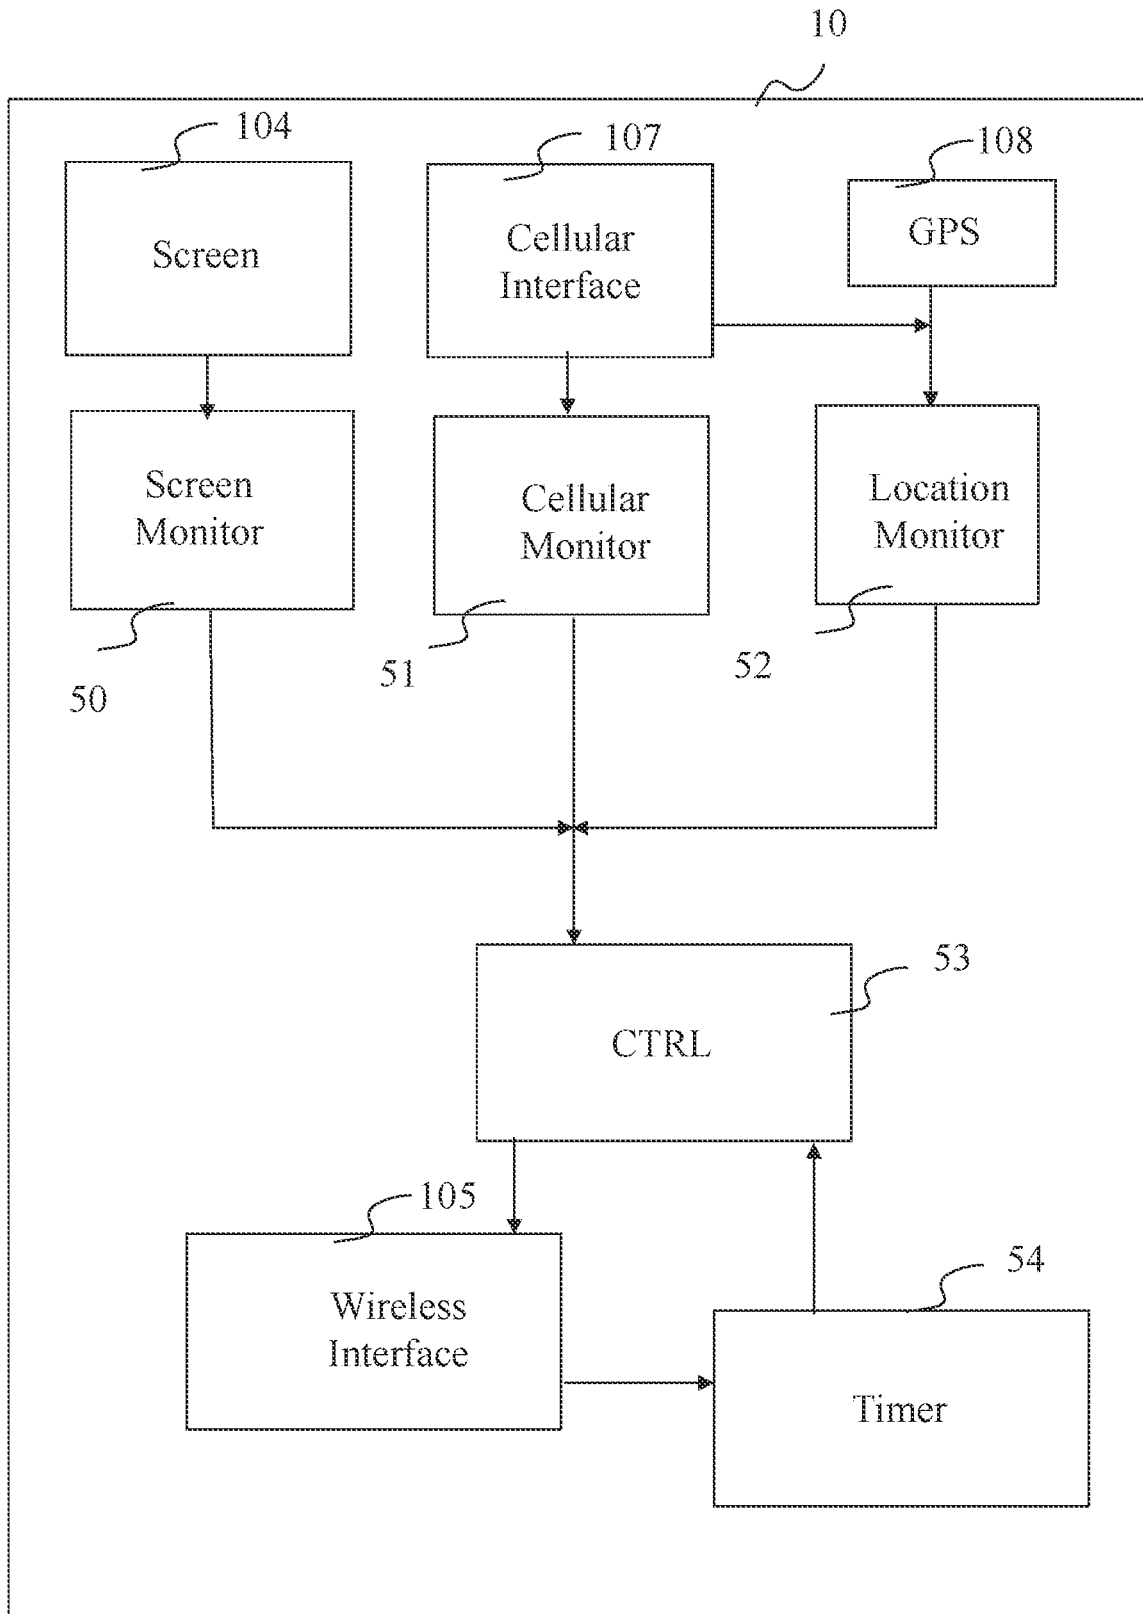 10
104
107
108
Screen
Cellular
Interface
GPS
Screen
Monitor
Cellular
Monitor
Location
Monitor
50
51
52
53
CTRL
105
54
Wireless
Interface
Timer